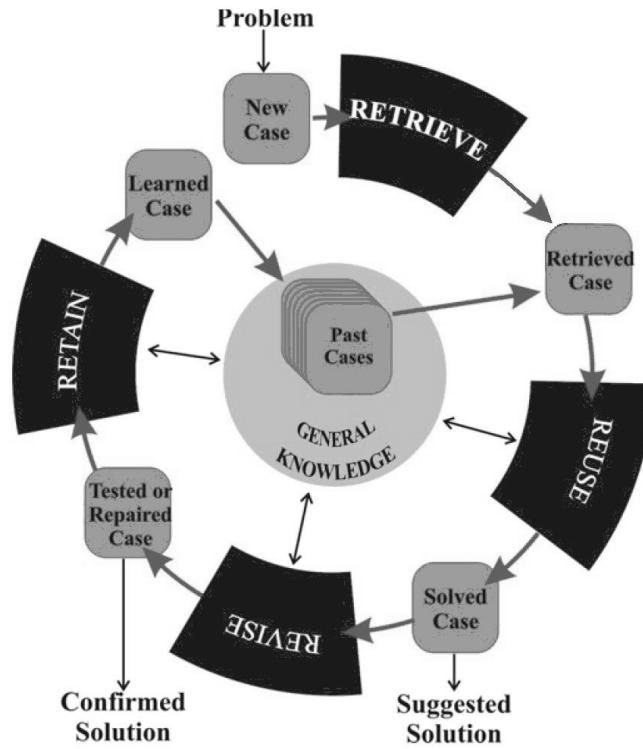 Problem
New
Case
RETRIEVE
Learned
Case
Retrieved
Case
Past
Cases
GENERAL
KNOWLEDGE
RETAIN
REUSE
Tested or
Repaired
Case
Solved
Case
REVISE
Confirmed
Solution
Suggested
Solution